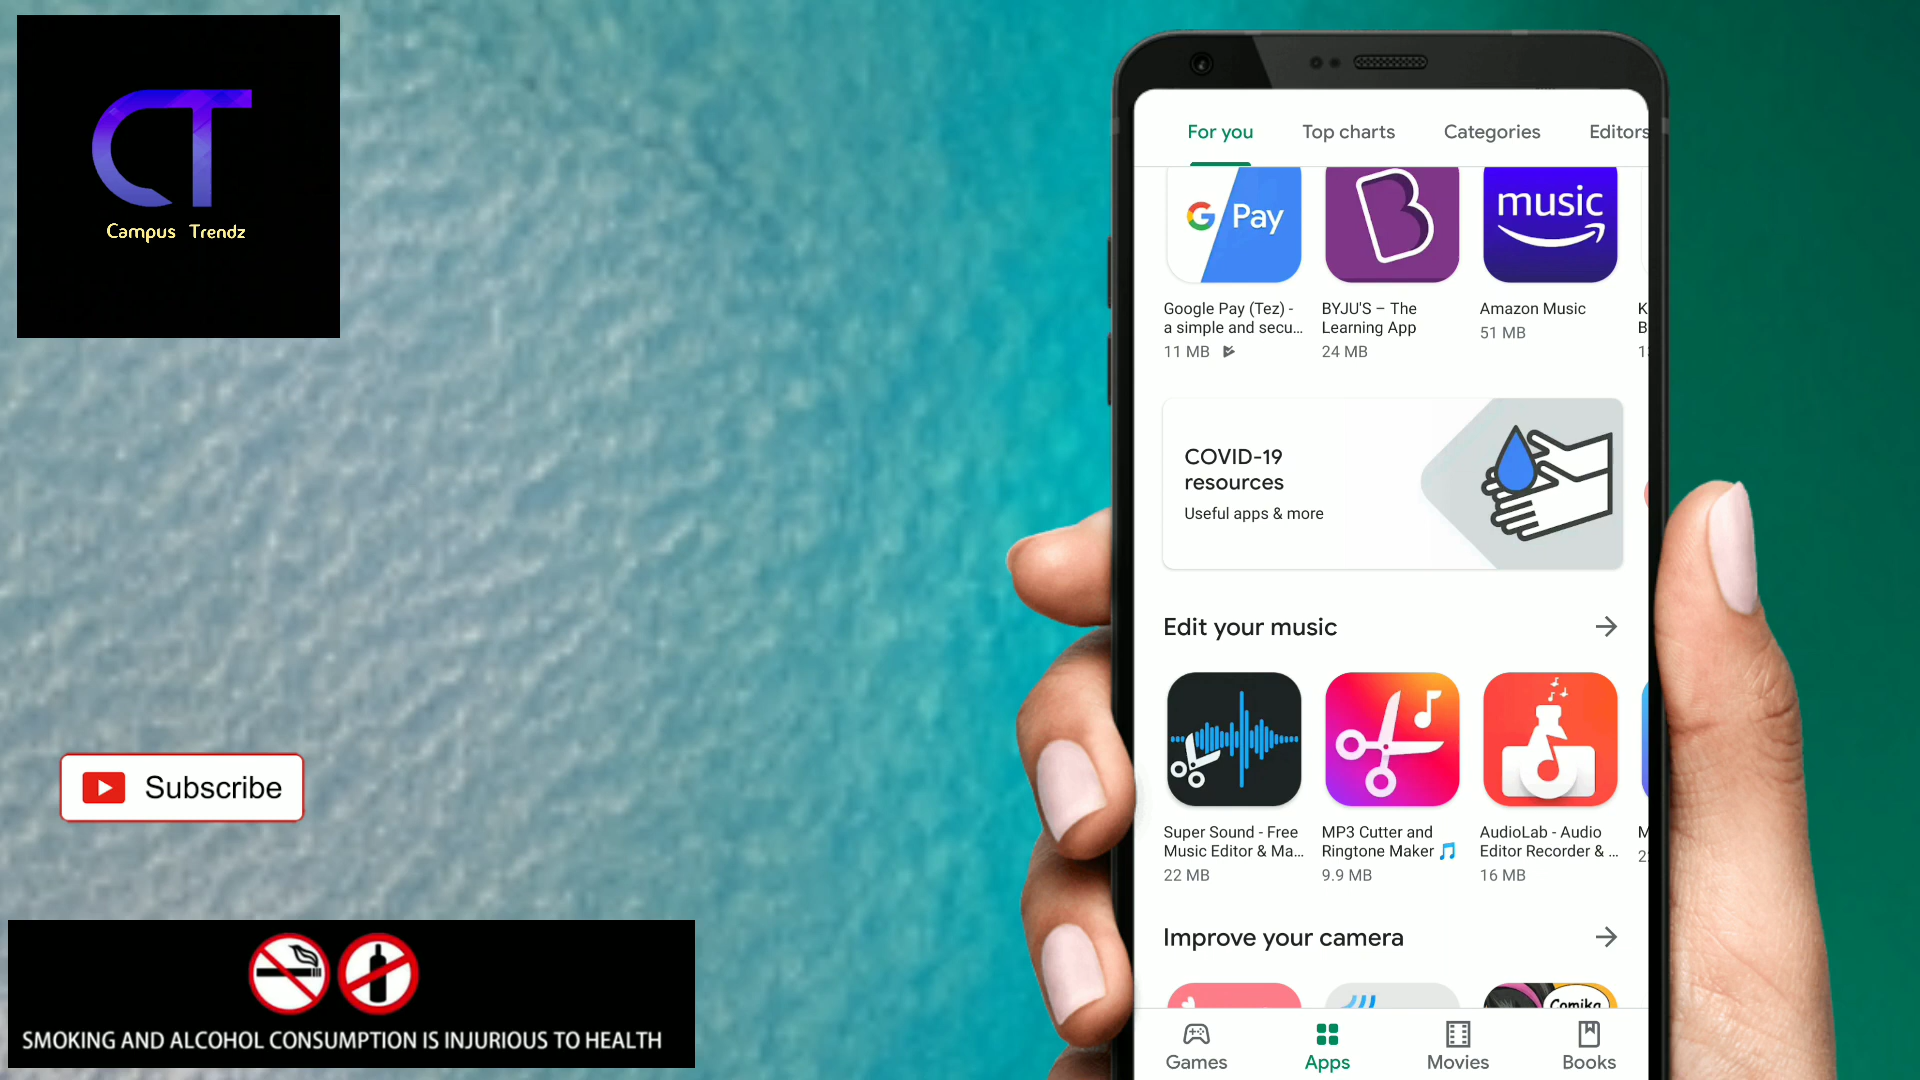 CT
Campus Trendz
Subscribe
SMOKING AND ALCOHOL CONSUMPTION IS INJURIOUS TO HEALTH
For you
Top charts
Categories
Editors
G Pay
B
music
Google Pay (Tez) -
a simple and secu...
11 MB
BYJU'S – The
Learning App
24 MB
Amazon Music
51 MB
K
B
COVID-19
resources
Useful apps & more
Edit your music
Super Sound - Free
Music Editor & Ma...
22 MB
MP3 Cutter and
Ringtone Maker 🎵
9.9 MB
AudioLab - Audio
Editor Recorder & ...
16 MB
M
2
Improve your camera
Comika
Games
Apps
Movies
Books